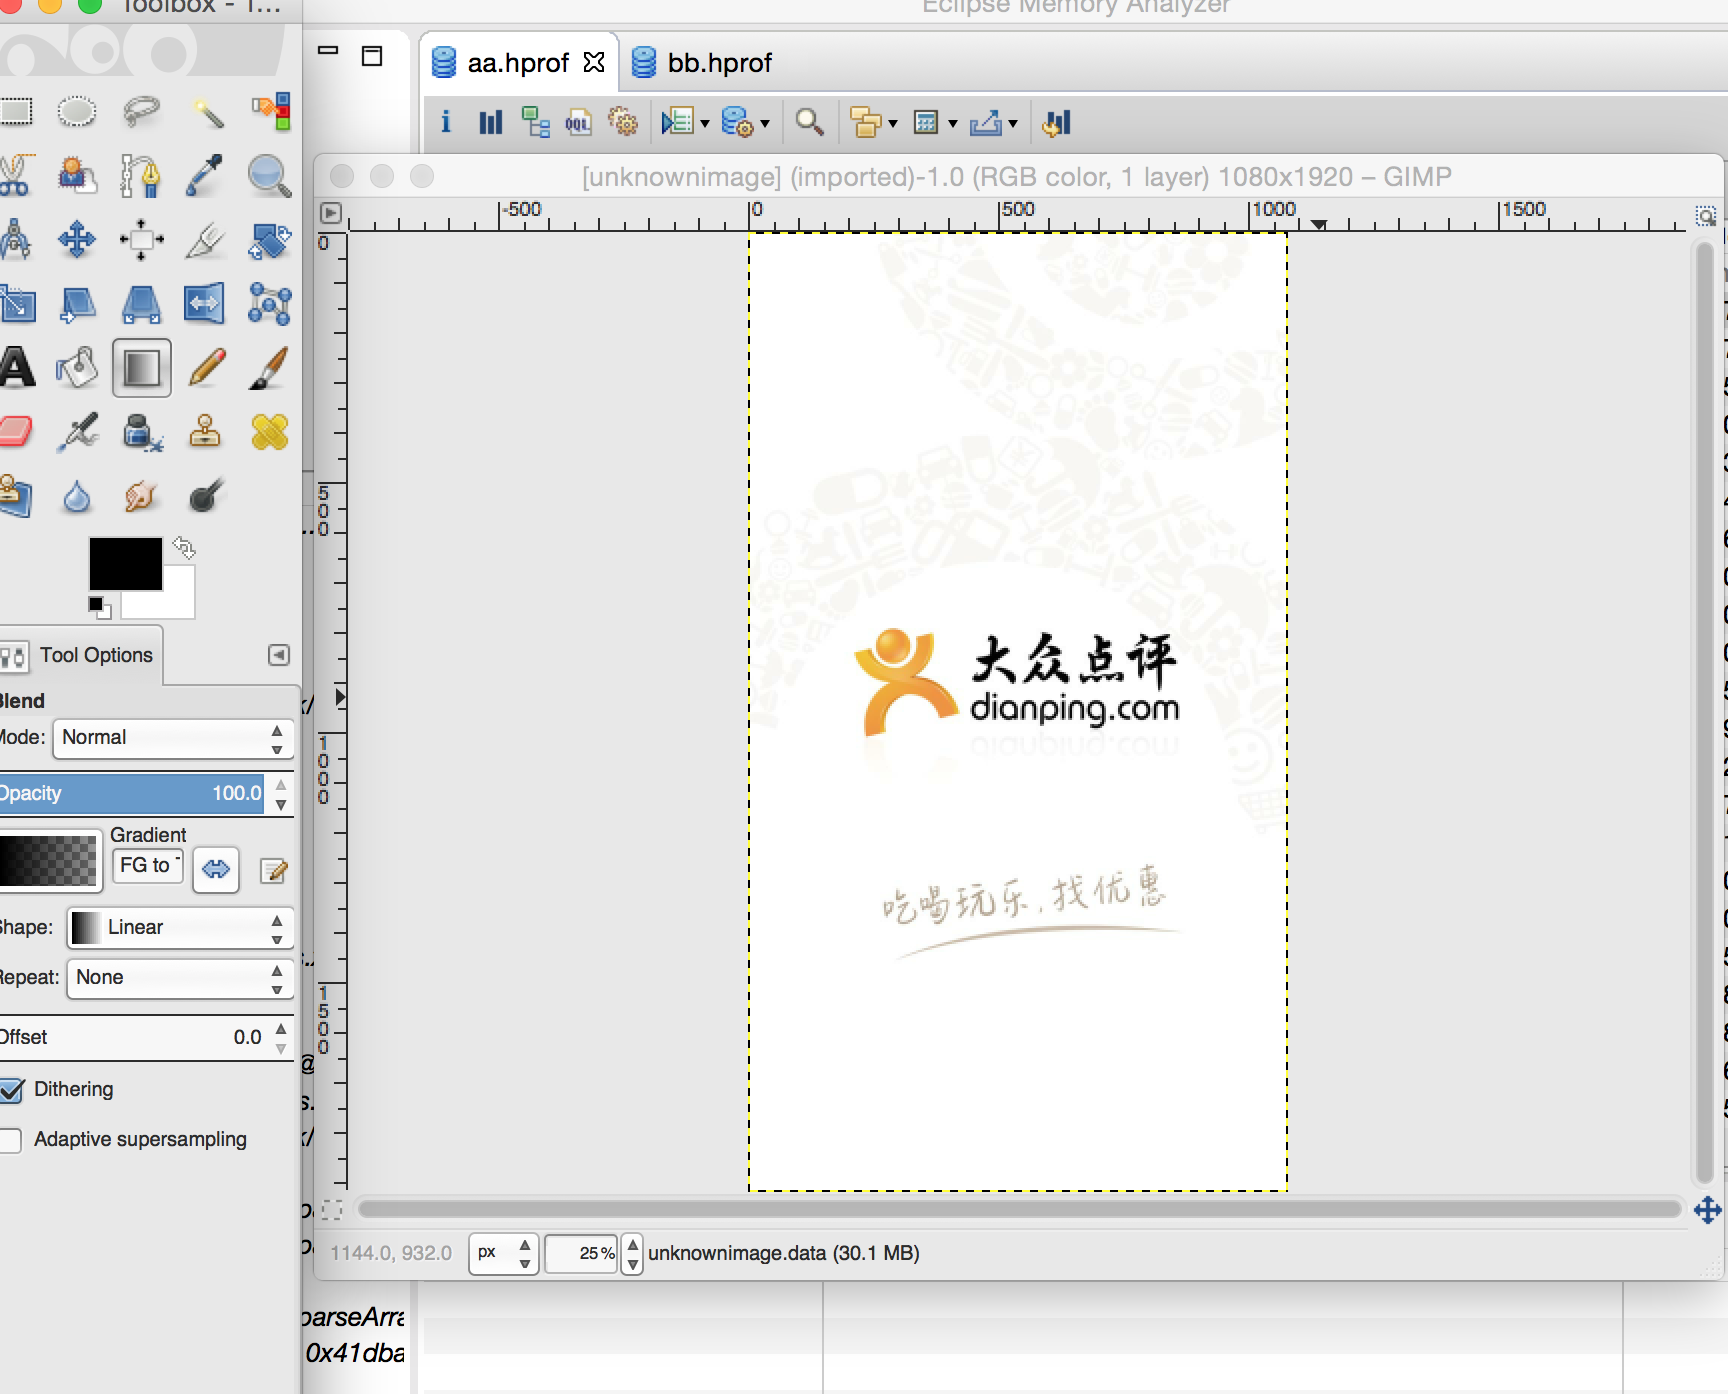 Toolbox - T...
Eclipse Memory Analyzer
aa.hprof
bb.hprof
OQL
[unknownimage] (imported)-1.0 (RGB color, 1 layer) 1080x1920 – GIMP
-500
0
500
1000
1500
0
500
1000
1500
大众点评
dianping.com
吃喝玩乐,找优惠
Tool Options
Blend
Mode:
Normal
Opacity
100.0
Gradient
FG to
Shape:
Linear
Repeat:
None
Offset
0.0
Dithering
Adaptive supersampling
1144.0, 932.0
px
25%
unknownimage.data (30.1 MB)
parseArra
0x41dba